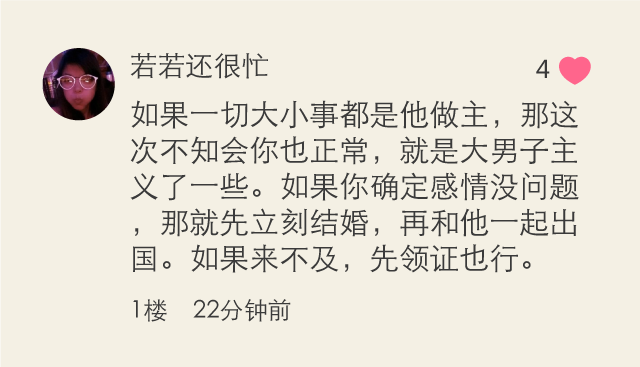 若若还很忙
4
如果一切大小事都是他做主，那这
次不知会你也正常，就是大男子主
义了一些。如果你确定感情没问题
，那就先立刻结婚，再和他一起出
国。如果来不及，先领证也行。
1楼 22分钟前